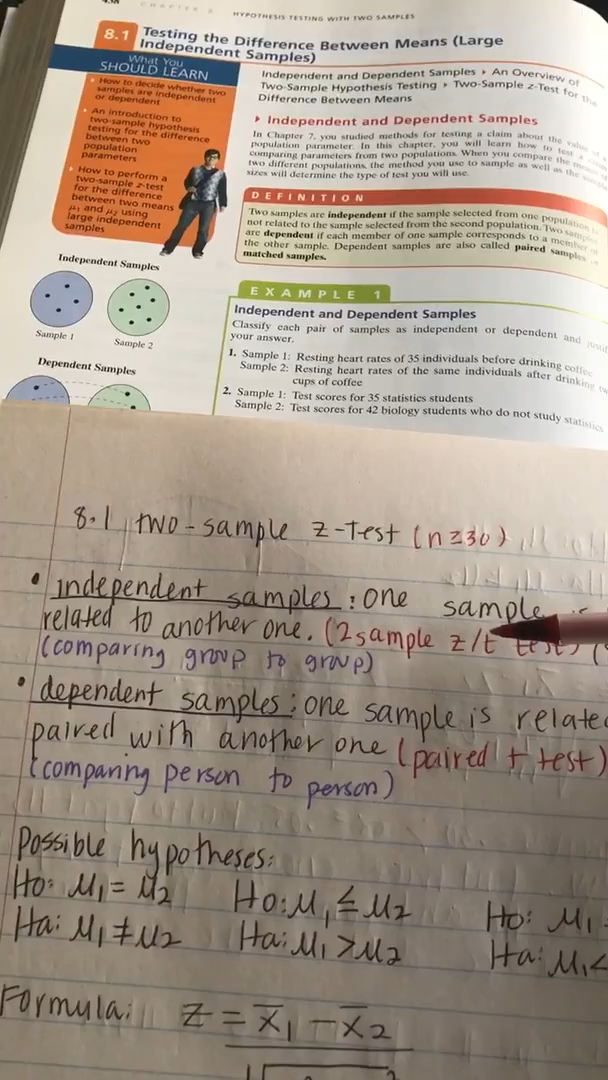 438
CHAPTER 8
HYPOTHESIS TESTING WITH TWO SAMPLES
8.1 Testing the Difference Between Means (Large
Independent Samples)
What You
SHOULD LEARN
• How to decide whether two
samples are independent
or dependent
• An introduction to
two-sample hypothesis
testing for the difference
between two
population
parameters
• How to perform a
two-sample z-test
for the difference
between two means
μ₁ and μ₂ using
large independent
samples
Independent Samples
Sample 1
Sample 2
Dependent Samples
Independent and Dependent Samples ▸ An Overview of
Two-Sample Hypothesis Testing ▸ Two-Sample z-Test for the
Difference Between Means
▸ Independent and Dependent Samples
In Chapter 7, you studied methods for testing a claim about the value of
population parameter. In this chapter, you will learn how to test a
comparing parameters from two populations. When you compare the
two different populations, the method you use to sample as well as the
sizes will determine the type of test you will use.
DEFINITION
Two samples are independent if the sample selected from one population
not related to the sample selected from the second population. Two
are dependent if each member of one sample corresponds to a member
the other sample. Dependent samples are also called paired samples
matched samples.
EXAMPLE 1
Independent and Dependent Samples
Classify each pair of samples as independent or dependent and
your answer.
1. Sample 1: Resting heart rates of 35 individuals before drinking coffee
Sample 2: Resting heart rates of the same individuals after drinking
cups of coffee
2. Sample 1: Test scores for 35 statistics students
Sample 2: Test scores for 42 biology students who do not study statistics
8.1 two-sample z-test (n≥30)
• independent samples: one sample
related to another one. (2 sample z/t test)
(comparing group to group)
• dependent samples: one sample is
paired with another one (paired t test)
(comparing person to person)
Possible hypotheses:
Ho: μ₁ = μ₂ Ho: μ₁ ≤ μ₂ Ho: μ₁
Ha: μ₁ ≠ μ₂ Ha: μ₁ > μ₂ Ha: μ₁ <
Formula: z = x̄₁ − x̄₂